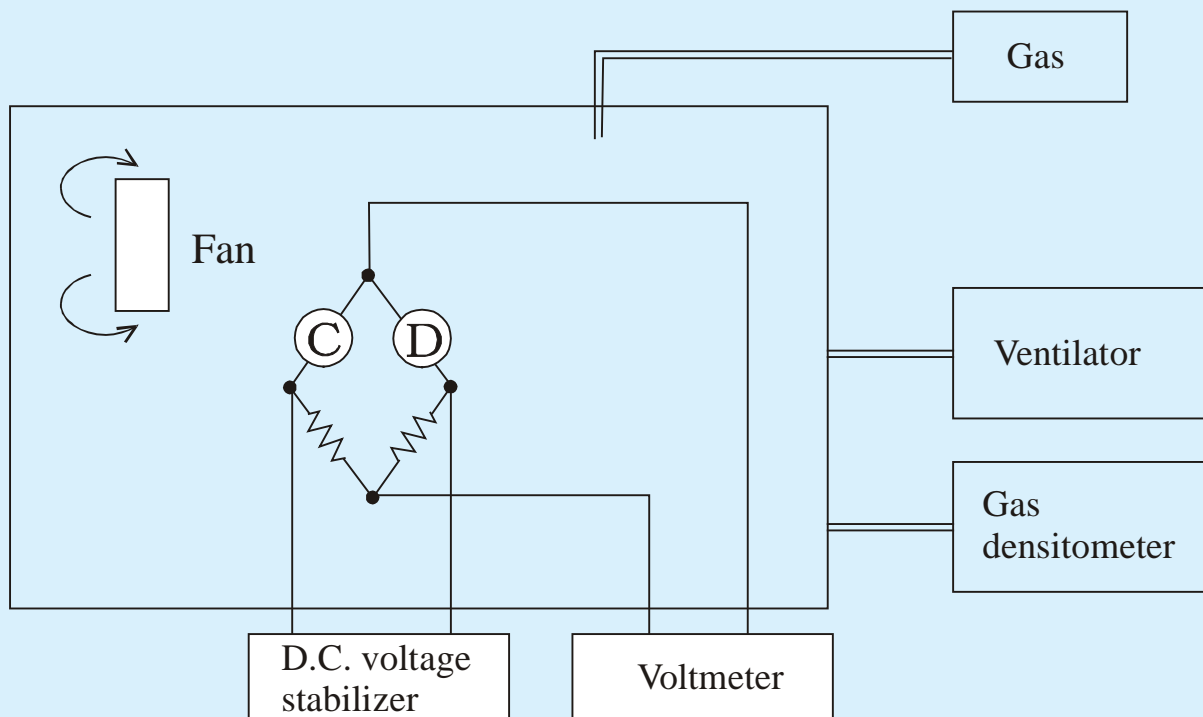 Gas
Fan
C
D
Ventilator
Gas
densitometer
D.C. voltage
stabilizer
Voltmeter